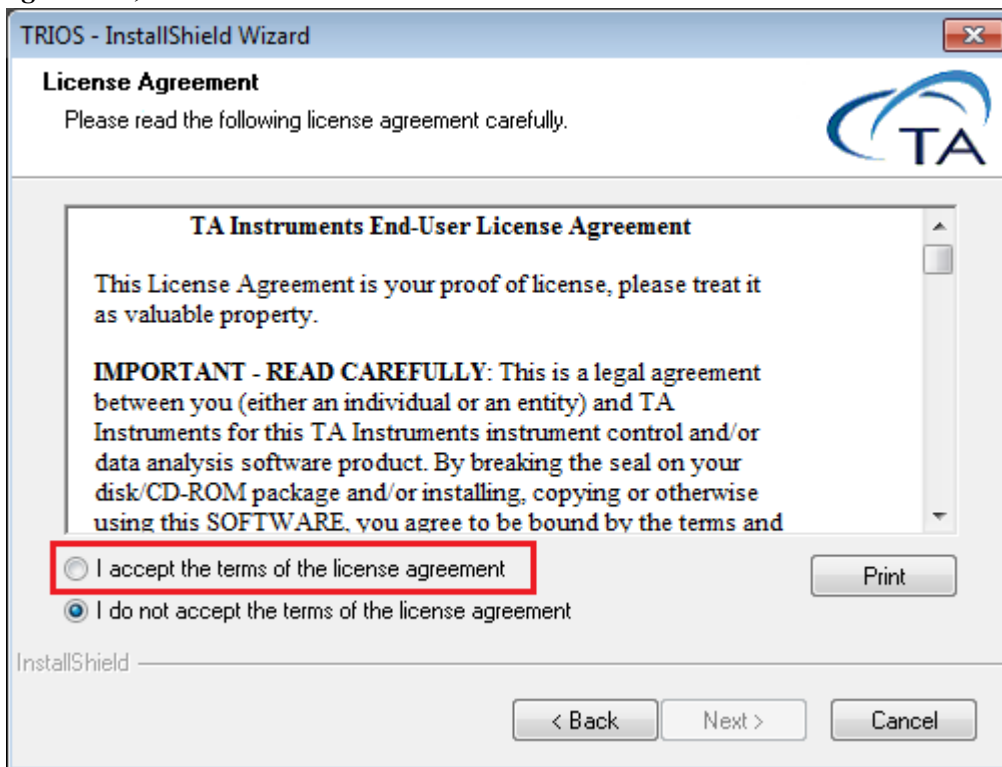 TRIOS - InstallShield Wizard
License Agreement
Please read the following license agreement carefully.
TA
TA Instruments End-User License Agreement
This License Agreement is your proof of license, please treat it
as valuable property.
IMPORTANT - READ CAREFULLY: This is a legal agreement
between you (either an individual or an entity) and TA
Instruments for this TA Instruments instrument control and/or
data analysis software product. By breaking the seal on your
disk/CD-ROM package and/or installing, copying or otherwise
using this SOFTWARE, you agree to be bound by the terms and
I accept the terms of the license agreement
Print
I do not accept the terms of the license agreement
InstallShield
< Back
Next >
Cancel